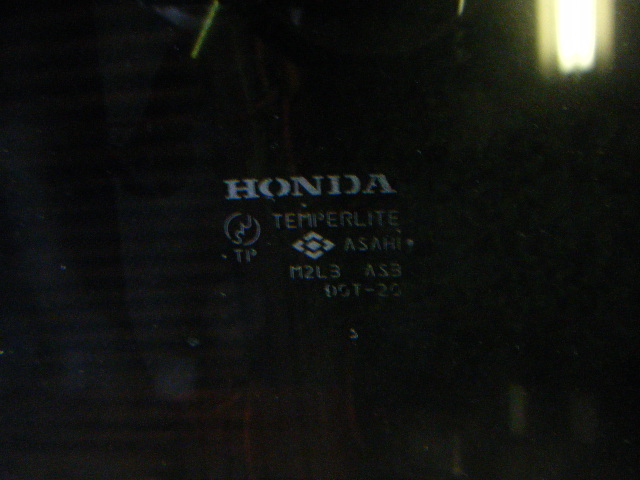 HONDA
TEMPERLITE
TP
ASAHI
M2L3 AS3
DOT-20